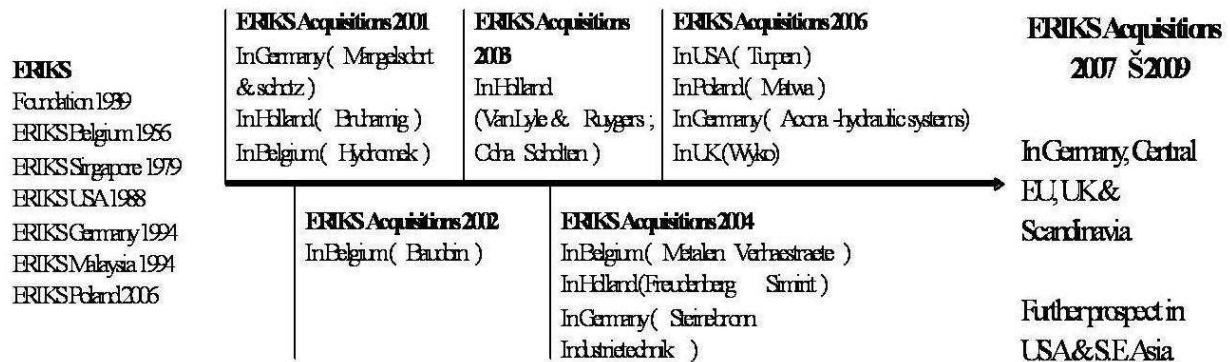 ERIKS
Foundation 1939
ERIKS Belgium 1956
ERIKS Singapore 1979
ERIKS USA 1988
ERIKS Germany 1994
ERIKS Malaysia 1994
ERIKS Poland 2006
ERIKS Acquisitions 2001
In Germany ( Mangelsdort
& schotz )
In Holland ( Bruhamig )
In Belgium ( Hydromek )
ERIKS Acquisitions 2002
In Belgium ( Baudoin )
ERIKS Acquisitions
2003
In Holland
(Van Lyle & Ruygers ;
Coha Scholten )
ERIKS Acquisitions 2004
In Belgium ( Metalen Verhaestraete )
In Holland (Freudenberg Simirit )
In Germany ( Steinebronn
Industrietechnik )
ERIKS Acquisitions 2006
In USA ( Turpen )
In Poland ( Matwa )
In Germany ( Accna -hydraulic systems)
In UK (Wyko)
ERIKS Acquisitions
2007 Š 2009
In Germany, Central
EU, UK &
Scandinavia
Further prospect in
USA & S.E. Asia